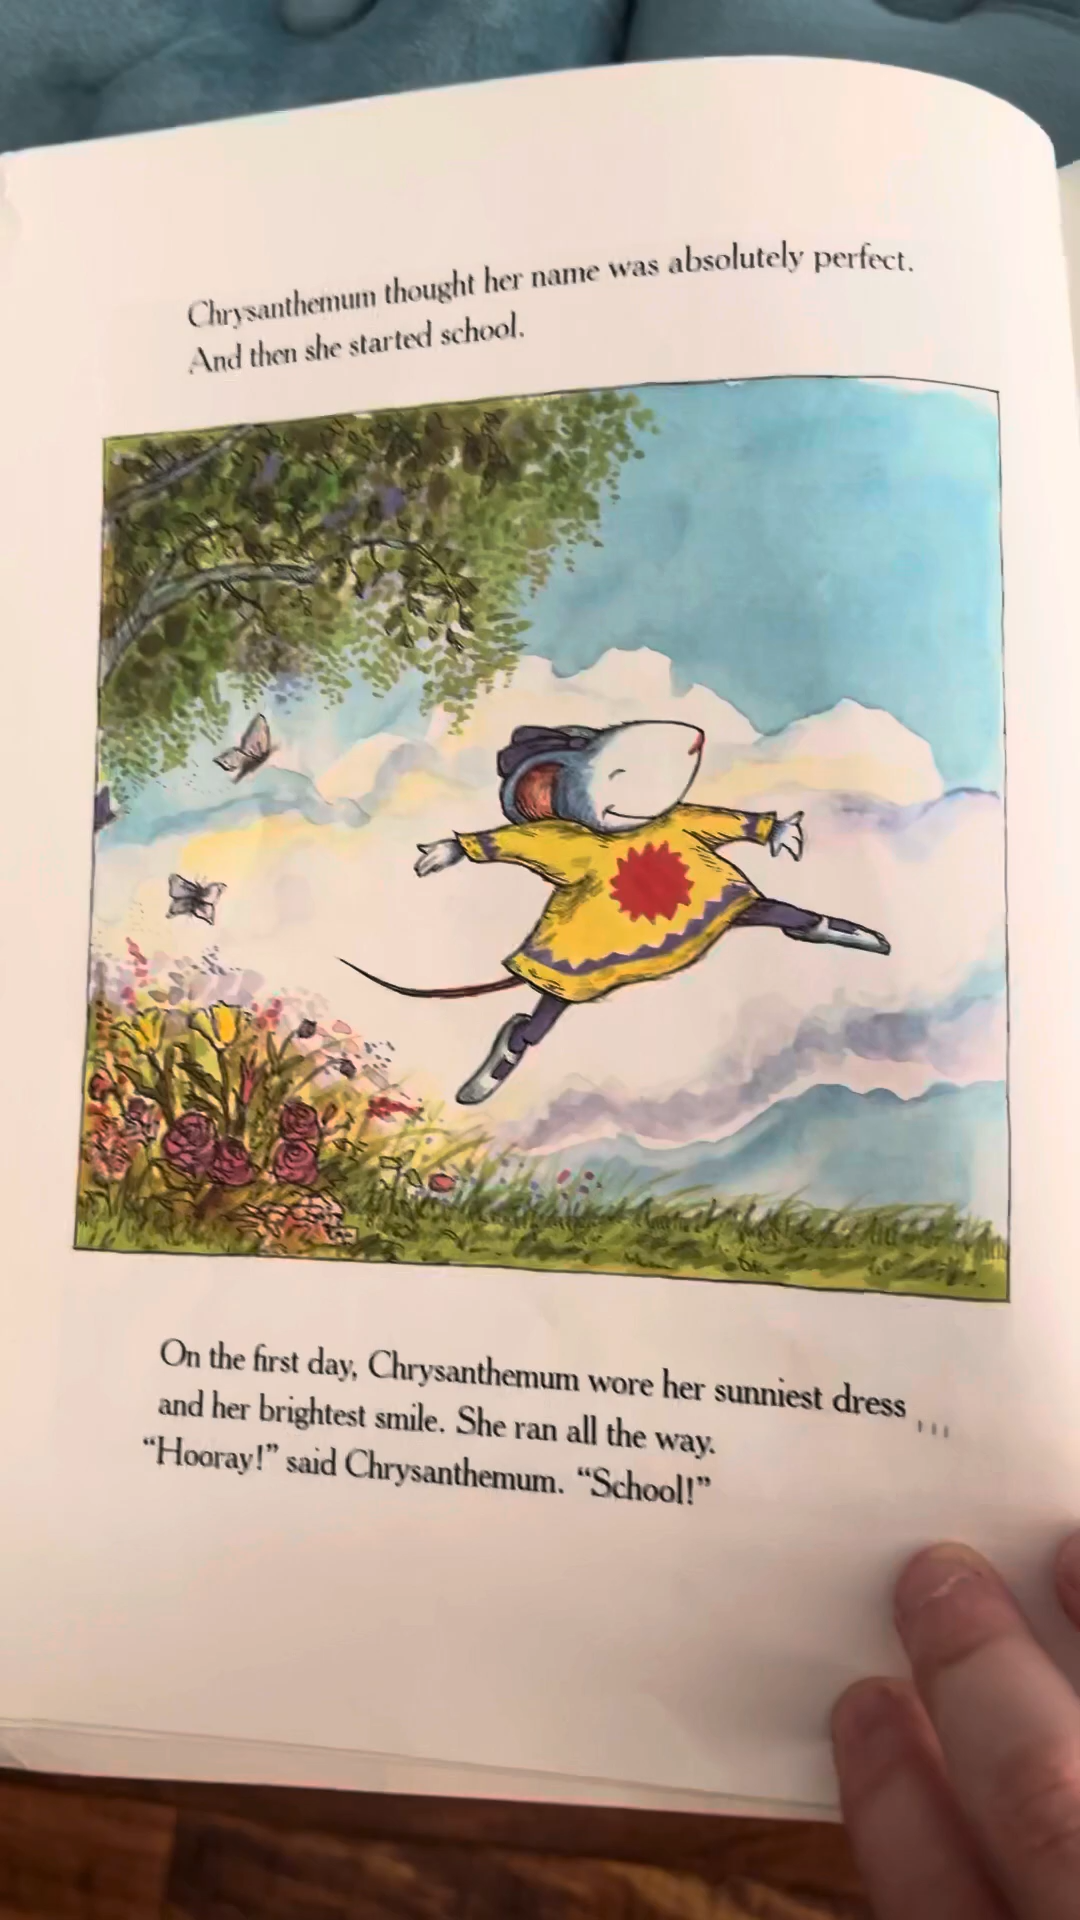 Chrysanthemum thought her name was absolutely perfect.
And then she started school.
On the first day, Chrysanthemum wore her sunniest dress
and her brightest smile. She ran all the way.
“Hooray!” said Chrysanthemum. “School!”